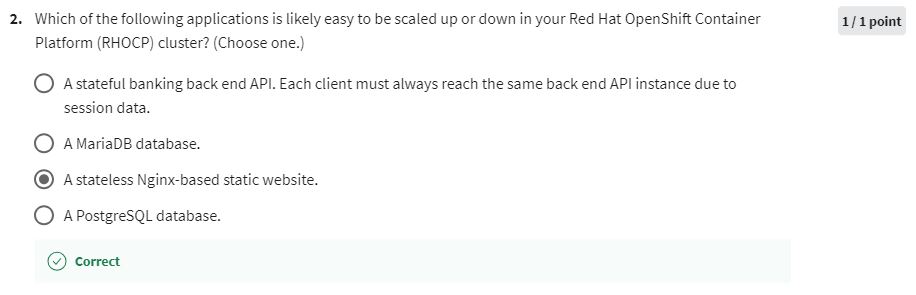 2. Which of the following applications is likely easy to be scaled up or down in your Red Hat OpenShift Container
1 / 1 point
Platform (RHOCP) cluster? (Choose one.)
A stateful banking back end API. Each client must always reach the same back end API instance due to
session data.
A MariaDB database.
A stateless Nginx-based static website.
A PostgreSQL database.
Correct